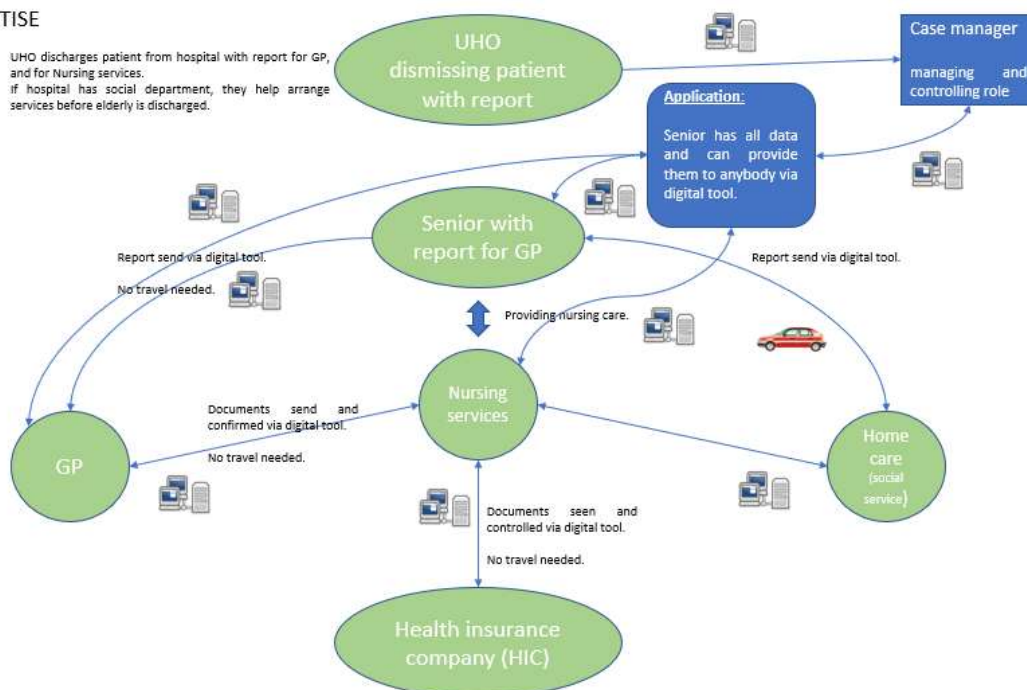 TISE
UHO discharges patient from hospital with report for GP,
and for Nursing services.
If hospital has social department, they help arrange
services before elderly is discharged.
UHO
dismissing patient
with report
Case manager
managing and
controlling role
Application:
Senior has all data
and can provide
them to anybody via
digital tool.
Senior with
report for GP
Report send via digital tool.
No travel needed.
Report send via digital tool.
Providing nursing care.
Nursing
services
Documents send and
confirmed via digital tool.
No travel needed.
GP
Home
care
(social
service)
Documents seen and
controlled via digital tool.
No travel needed.
Health insurance
company (HIC)